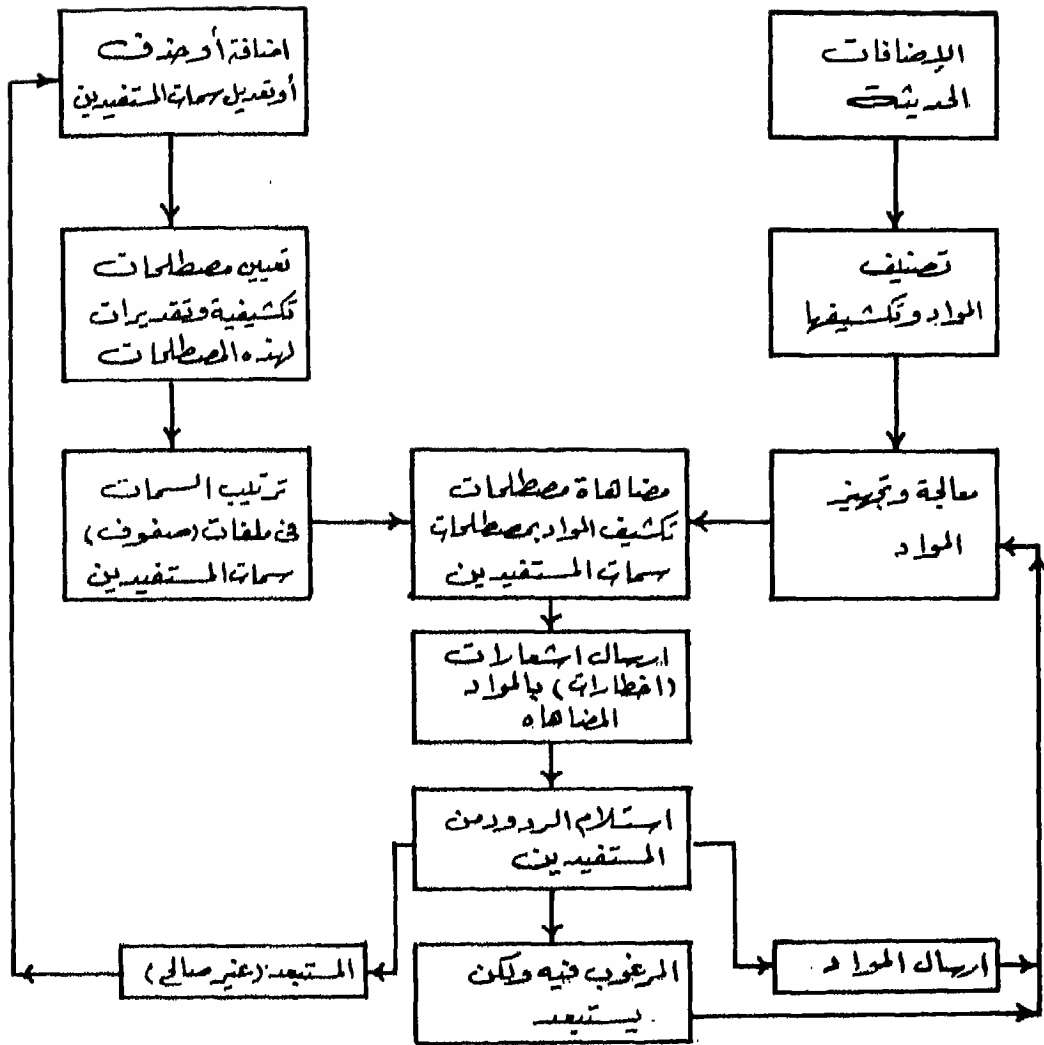 الإضافات
الحديثة
اضافة أو حذف
أو تعديل سمات المستفيدين
تصنيف
المواد وتكشيفها
تعيين مصطلحات
تكشيفية وتقديرات
لهذه المصطلحات
معالجة وتجهيز
المواد
مضاهاة مصطلحات
تكشيف المواد بمصطلحات
سمات المستفيدين
ترتيب السمات
فى ملفات (صفوف)
سمات المستفيدين
ارسال اشعارات
(اخطارات) بالمواد
المضاهاه
استلام الردود من
المستفيدين
ارسال المواد
المرغوب فيه ولكن
يستبعد
المستبعد (غير صالح)